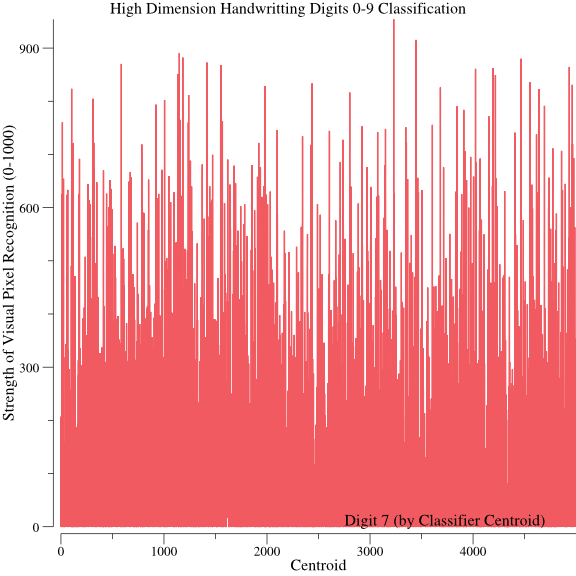 High Dimension Handwritting Digits 0-9 Classification
Strength of Visual Pixel Recognition (0-1000)
900
600
300
0
Digit 7 (by Classifier Centroid)
0 1000 2000 3000 4000
Centroid